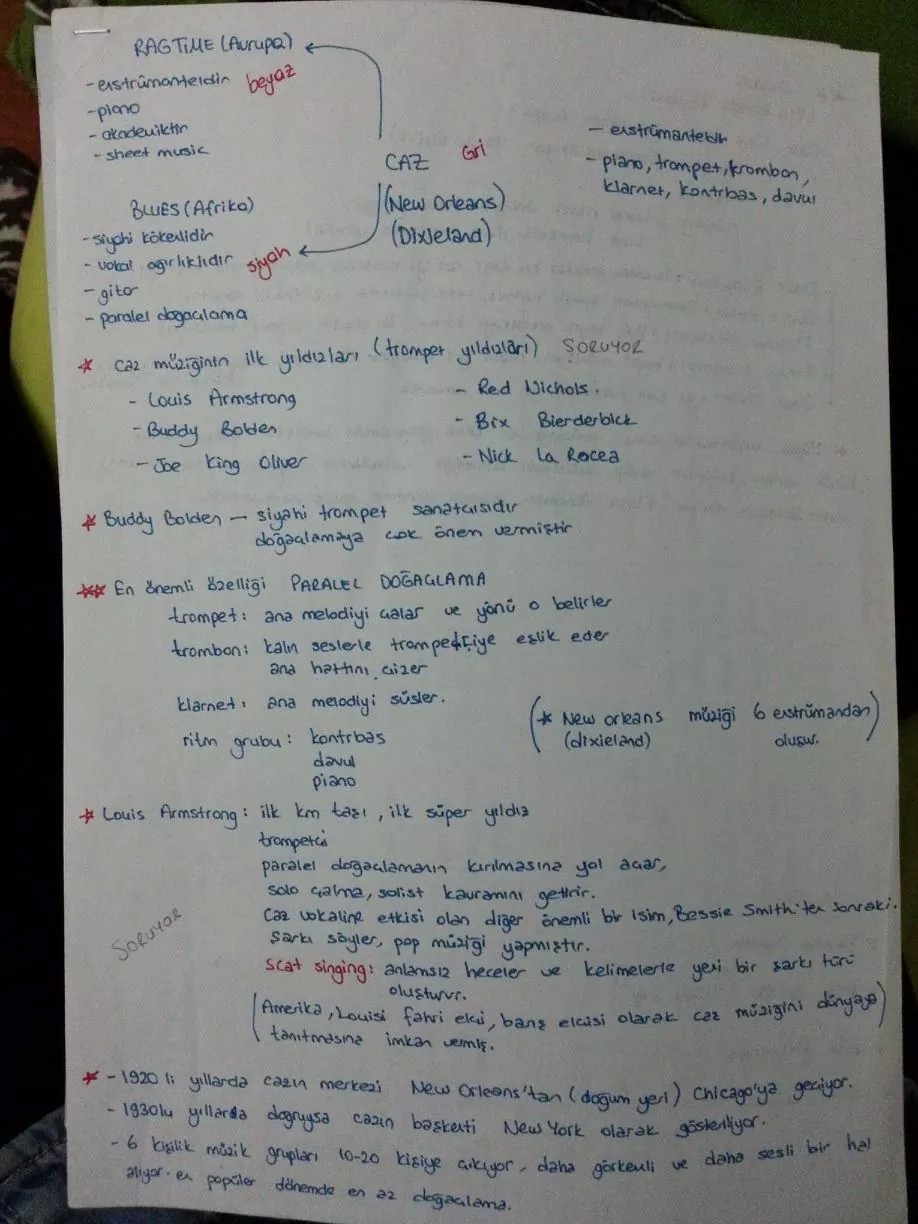 RAGTIME (Avrupa)
- enstrümanteldir
beyaz
- piano
- akademiktir
- sheet music
CAZ
Gri
(New Orleans)
(Dixieland)
- enstrümanteldir
- piano, trompet, krombon,
klarnet, kontrbas, davul
BLUES (Afrika)
- siyahi kökenlidir
- vokal ağırlıklıdır
siyah
- gitar
- paralel doğaçlama
* caz müziğinin ilk yıldızları (trompet yıldızları) SORUYOR
- Louis Armstrong
- Buddy Bolden
- Joe King Oliver
- Red Nichols.
- Bix Bierderbick
- Nick La Rocea
* Buddy Bolden - siyahi trompet sanatçısıdır
doğaçlamaya çok önem vermiştir
** En önemli özelliği PARALEL DOĞAÇLAMA
trompet: ana melodiyi çalar ve yönü o belirler
trombon: kalın seslerle trompetçiye eşlik eder
ana hattını çizer
klarnet: ana melodiyi süsler.
ritm grubu: kontrbas
davul
piano
(* New orleans müziği 6 enstrümandan
(dixieland) oluşur.)
* Louis Armstrong: ilk km taşı, ilk süper yıldız
trompetçi
paralel doğaçlamanın kırılmasına yol açar,
solo çalma, solist kavramını getirir.
Caz vokaline etkisi olan diğer önemli bir isim, Bessie Smith'ten sonraki.
SORUYOR
Şarkı söyler, pop müziği yapmıştır.
scat singing: anlamsız heceler ve kelimelerle yeni bir şarkı türü
oluşturur.
(Amerika, Louisi fahri elçi, barış elçisi olarak caz müziğini dünyaya)
tanıtmasına imkan vermiş.
* - 1920 li yıllarda cazın merkezi New Orleans'tan (doğum yeri) Chicago'ya geçiyor.
- 1930lu yıllarda doğruysa cazın başkenti New York olarak gösteriliyor.
- 6 kişilik müzik grupları 10-20 kişiye çıkıyor, daha görkemli ve daha sesli bir hal
alıyor. en popüler dönemde en az doğaçlama.